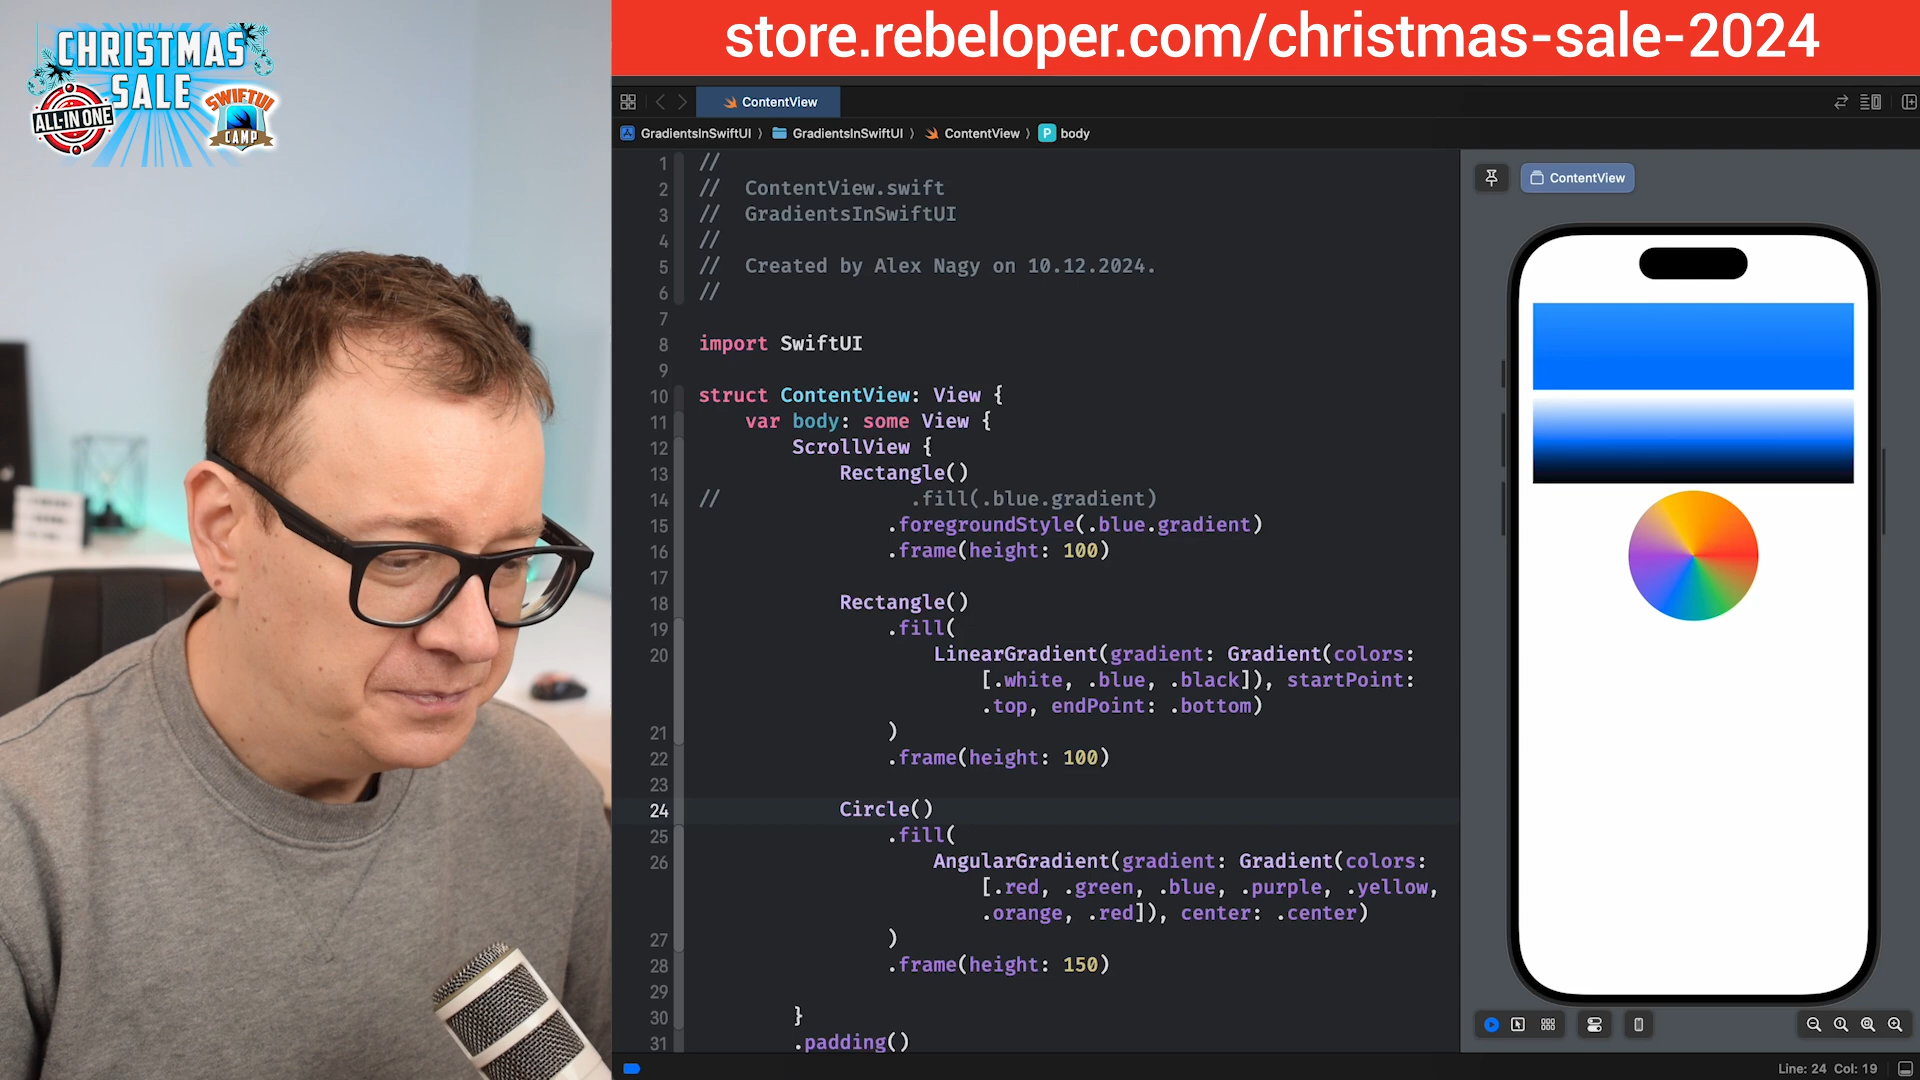 CHRISTMAS
SALE
ALL-IN ONE
SWIFTUI
CAMP
store.rebeloper.com/christmas-sale-2024
ContentView
GradientsInSwiftUI 〉 GradientsInSwiftUI 〉 ContentView 〉 P body
1 //
2 //  ContentView.swift
3 //  GradientsInSwiftUI
4 //
5 //  Created by Alex Nagy on 10.12.2024.
6 //
7
8 import SwiftUI
9
10 struct ContentView: View {
11     var body: some View {
12         ScrollView {
13             Rectangle()
14 //                .fill(.blue.gradient)
15                 .foregroundStyle(.blue.gradient)
16                 .frame(height: 100)
17
18             Rectangle()
19                 .fill(
20                     LinearGradient(gradient: Gradient(colors:
[.white, .blue, .black]), startPoint:
.top, endPoint: .bottom)
21                 )
22                 .frame(height: 100)
23
24             Circle()
25                 .fill(
26                     AngularGradient(gradient: Gradient(colors:
[.red, .green, .blue, .purple, .yellow,
.orange, .red]), center: .center)
27                 )
28                 .frame(height: 150)
29
30         }
31         .padding()
ContentView
Line: 24 Col: 19